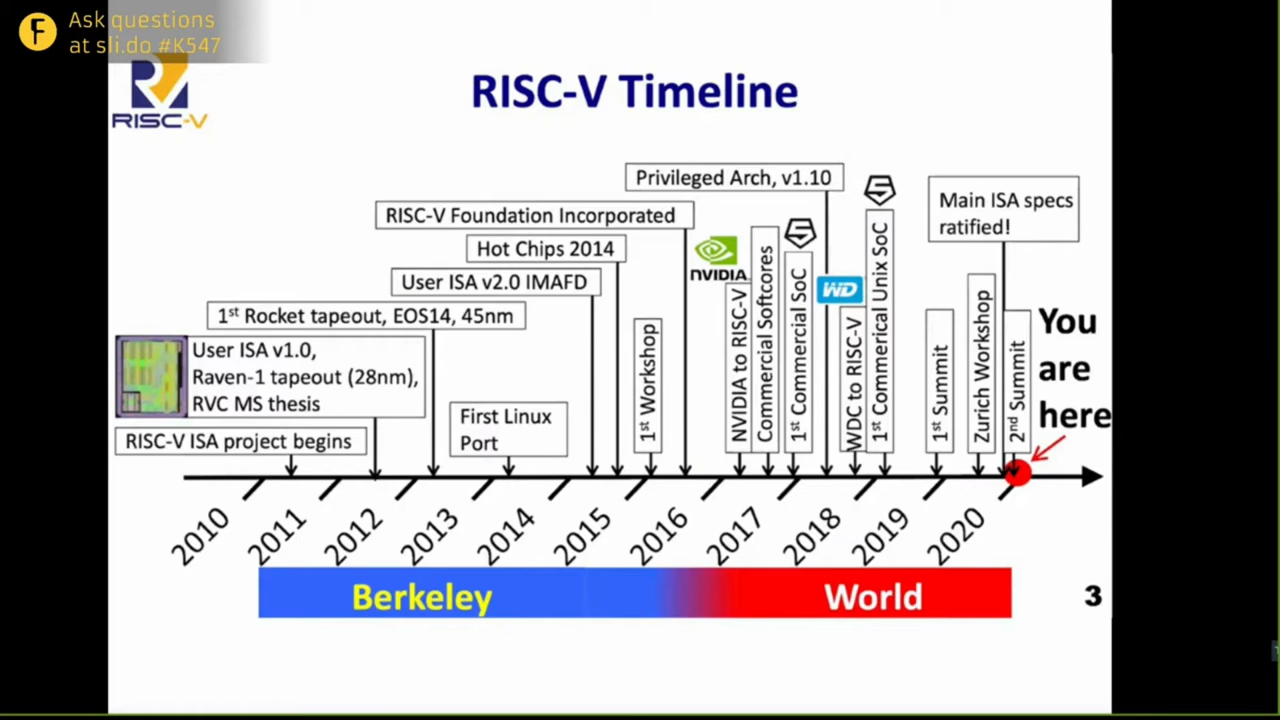 F
Ask questions
at sli.do #K547
RISC-V
RISC-V Timeline
Privileged Arch, v1.10
RISC-V Foundation Incorporated
Hot Chips 2014
User ISA v2.0 IMAFD
1st Rocket tapeout, EOS14, 45nm
User ISA v1.0,
Raven-1 tapeout (28nm),
RVC MS thesis
RISC-V ISA project begins
First Linux
Port
1st Workshop
NVIDIA
NVIDIA to RISC-V
Commercial Softcores
1st Commercial SoC
WD
WDC to RISC-V
1st Commerical Unix SoC
Main ISA specs
ratified!
1st Summit
Zurich Workshop
2nd Summit
You
are
here
2010
2011
2012
2013
2014
2015
2016
2017
2018
2019
2020
Berkeley
World
3